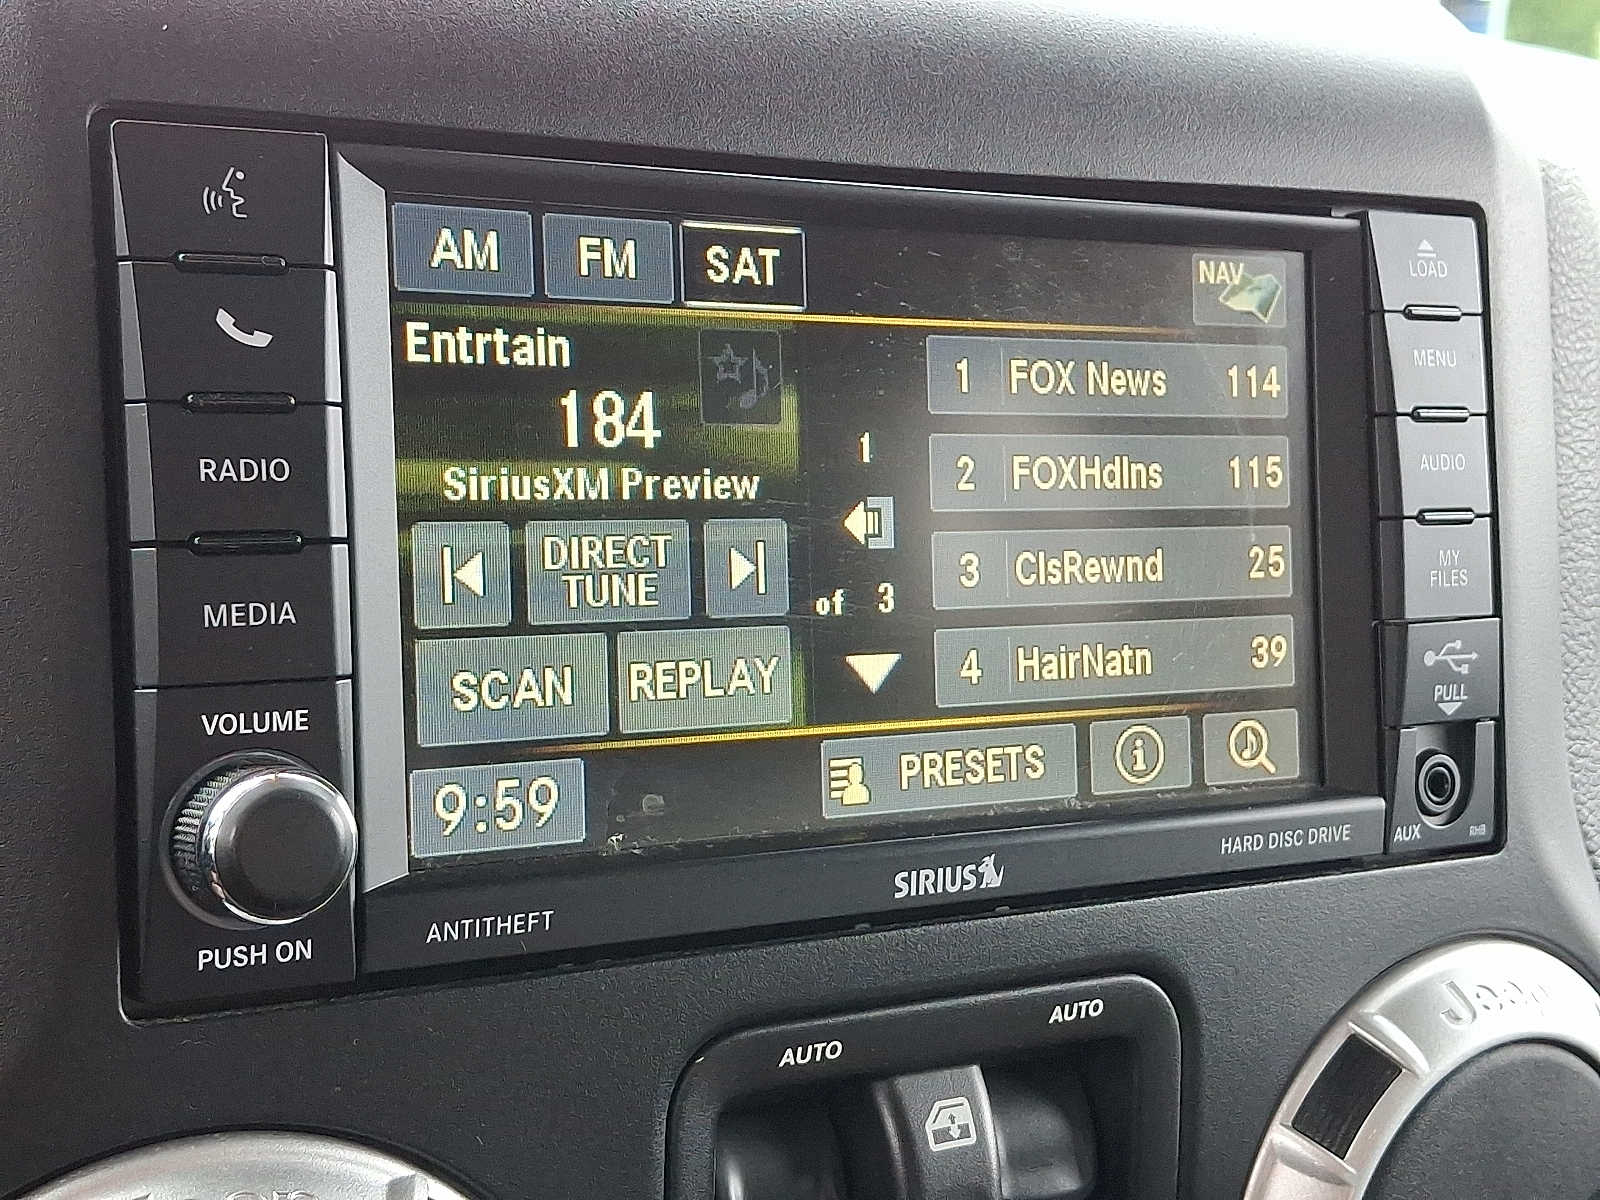 AM FM SAT
NAV
Entrtain
184
SiriusXM Preview
DIRECT
TUNE
SCAN REPLAY
9:59
1
of 3
1 FOX News 114
2 FOXHdlns 115
3 ClsRewnd 25
4 HairNatn 39
PRESETS
i
RADIO
MEDIA
VOLUME
PUSH ON
LOAD
MENU
AUDIO
MY
FILES
PULL
AUX RHB
ANTITHEFT
SIRIUS
HARD DISC DRIVE
AUTO AUTO
Jeep
Jeep